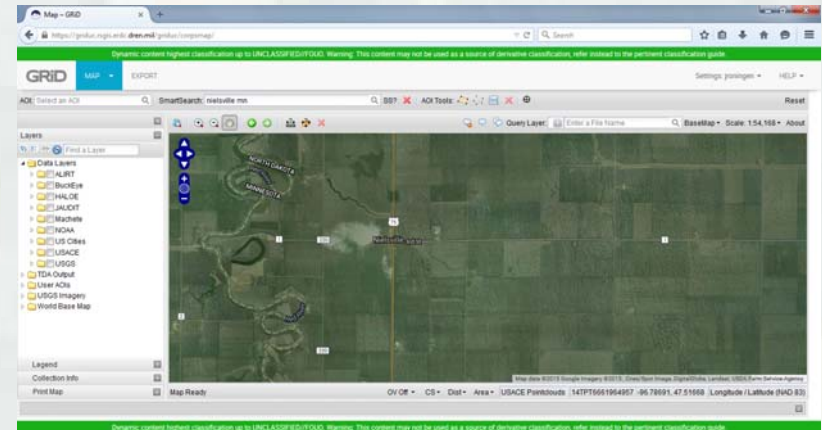 Map – GRiD
https://griduc.rsgis.erdc.dren.mil/griduc/corpsmap/
Search
Dynamic content highest classification up to UNCLASSIFIED//FOUO. Warning: This content may not be used as a source of derivative classification, refer instead to the pertinent classification guide.
GRiD MAP EXPORT Settings: HELP
AOI: Select an AOI SmartSearch: nielsville mn SS? AOI Tools: Reset
Query Layer: Enter a File Name BaseMap Scale: 1:54,168 About
Layers
Find a Layer
Data Layers
ALIRT
BuckEye
HALOE
JAUDIT
Machete
NOAA
US Cities
USACE
USGS
TDA Output
User AOIs
USGS Imagery
World Base Map
NORTH DAKOTA
MINNESOTA
75
Nielsville
Legend
Collection Info
Print Map
Map Ready OV Off CS Dist Area USACE Pointclouds 14TPT6661964957 -96.78691, 47.51668 Longitude / Latitude (NAD 83)
Dynamic content highest classification up to UNCLASSIFIED//FOUO. Warning: This content may not be used as a source of derivative classification, refer instead to the pertinent classification guide.